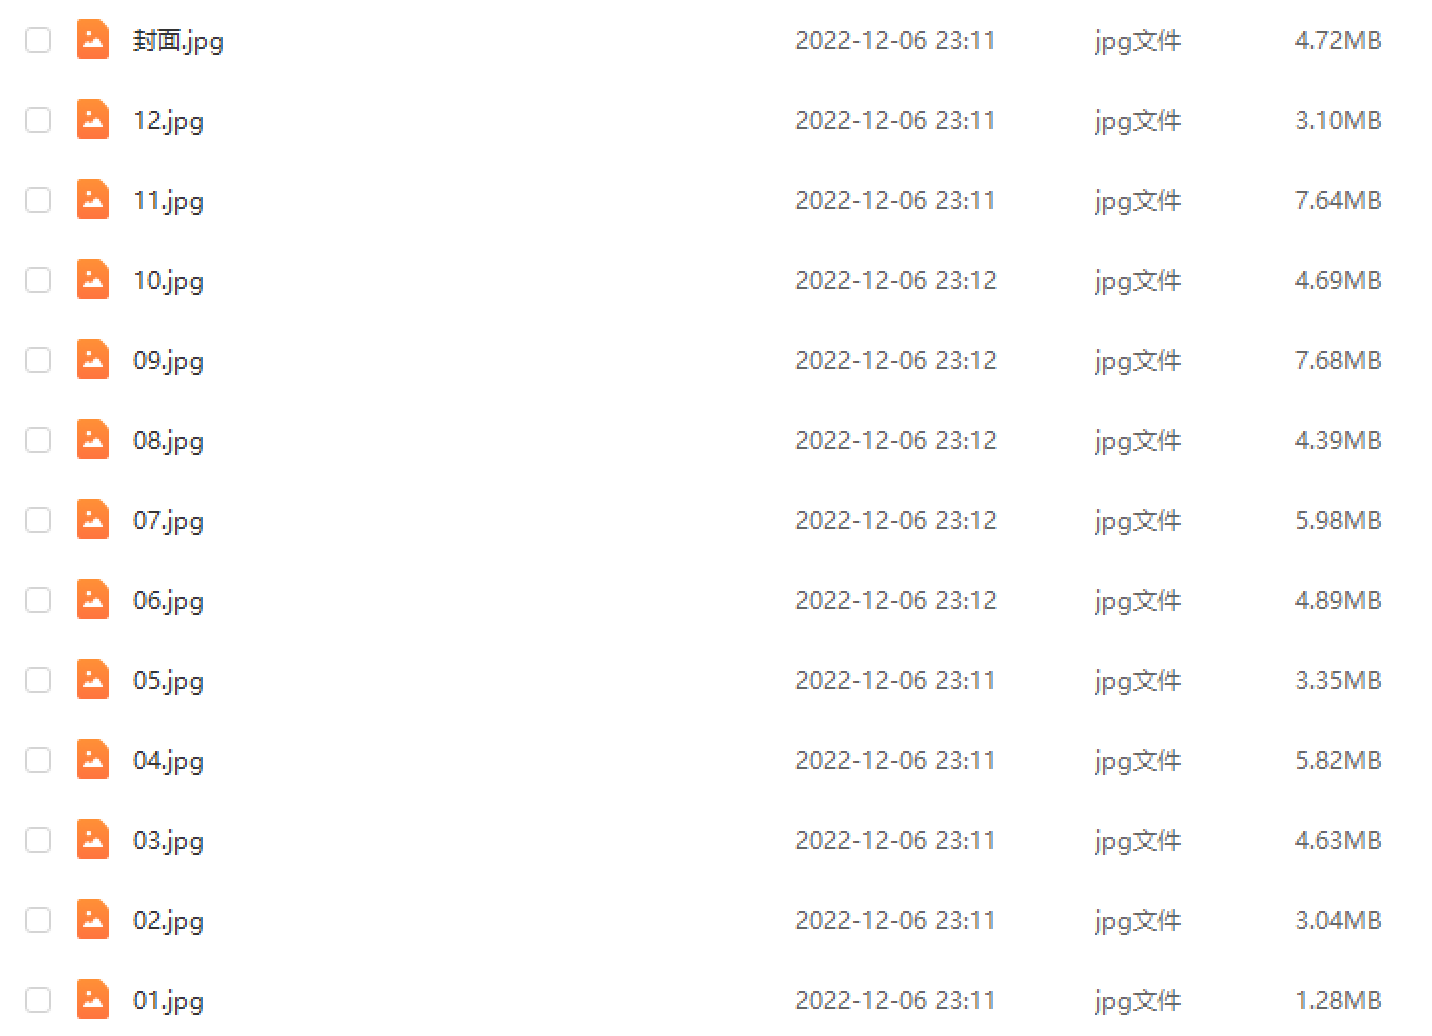 封面.jpg 2022-12-06 23:11 jpg文件 4.72MB
12.jpg 2022-12-06 23:11 jpg文件 3.10MB
11.jpg 2022-12-06 23:11 jpg文件 7.64MB
10.jpg 2022-12-06 23:12 jpg文件 4.69MB
09.jpg 2022-12-06 23:12 jpg文件 7.68MB
08.jpg 2022-12-06 23:12 jpg文件 4.39MB
07.jpg 2022-12-06 23:12 jpg文件 5.98MB
06.jpg 2022-12-06 23:12 jpg文件 4.89MB
05.jpg 2022-12-06 23:11 jpg文件 3.35MB
04.jpg 2022-12-06 23:11 jpg文件 5.82MB
03.jpg 2022-12-06 23:11 jpg文件 4.63MB
02.jpg 2022-12-06 23:11 jpg文件 3.04MB
01.jpg 2022-12-06 23:11 jpg文件 1.28MB